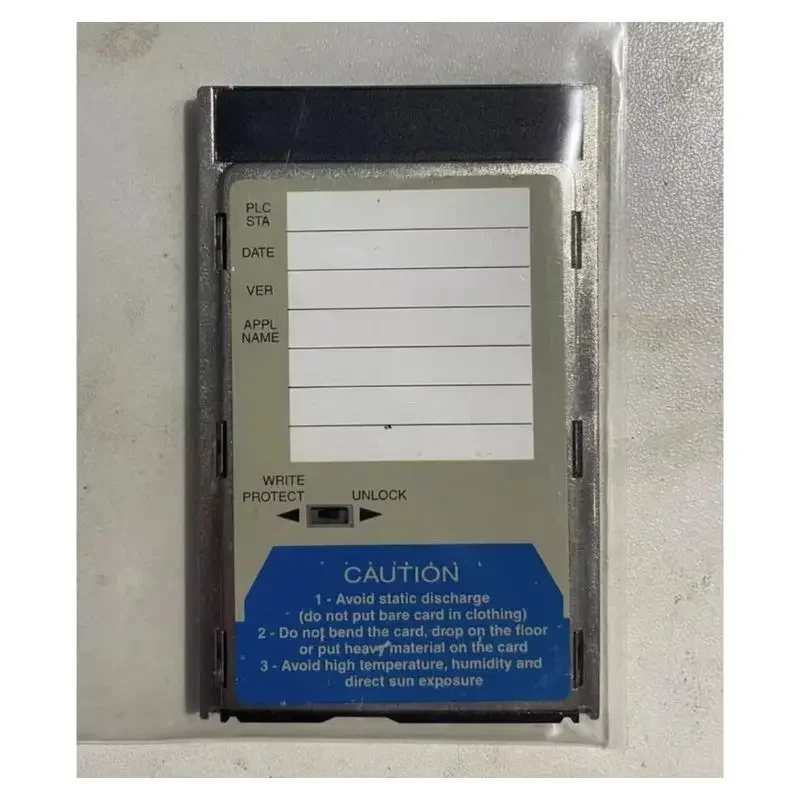 PLC
STA
DATE
VER
APPL
NAME
WRITE
PROTECT
UNLOCK
CAUTION
1 - Avoid static discharge
(do not put bare card in clothing)
2 - Do not bend the card, drop on the floor
or put heavy material on the card
3 - Avoid high temperature, humidity and
direct sun exposure